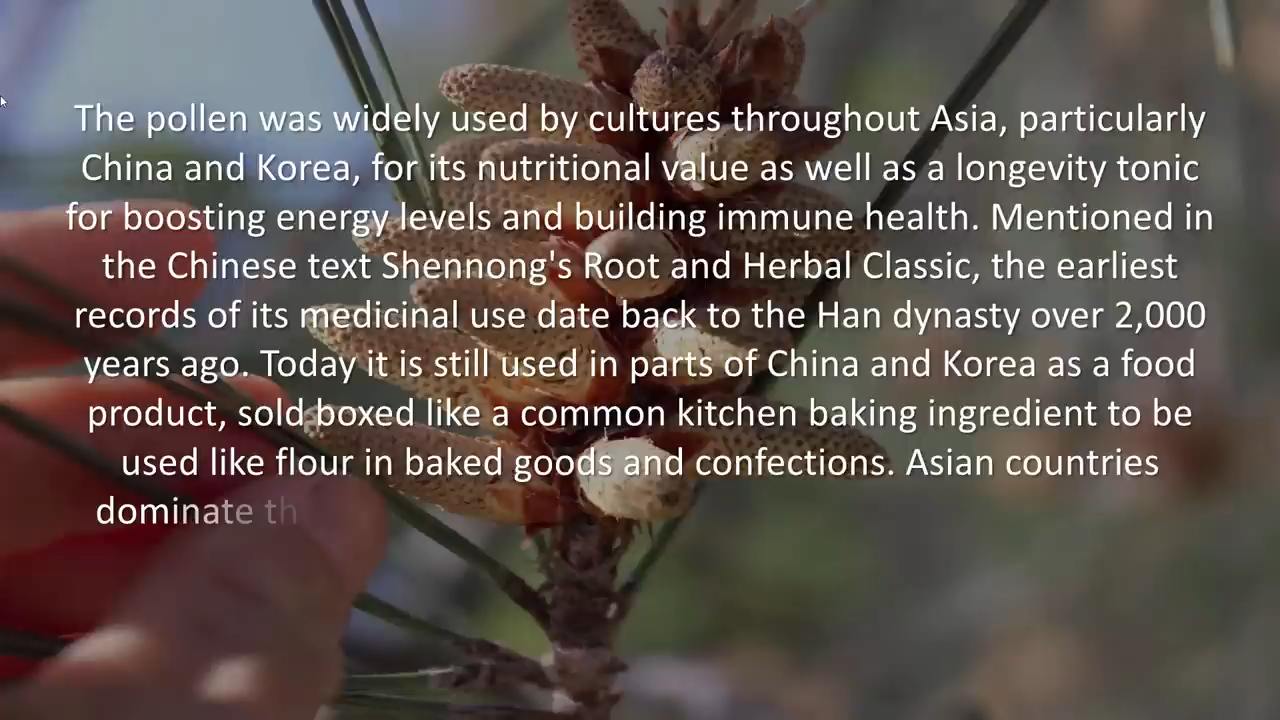 The pollen was widely used by cultures throughout Asia, particularly
China and Korea, for its nutritional value as well as a longevity tonic
for boosting energy levels and building immune health. Mentioned in
the Chinese text Shennong's Root and Herbal Classic, the earliest
records of its medicinal use date back to the Han dynasty over 2,000
years ago. Today it is still used in parts of China and Korea as a food
product, sold boxed like a common kitchen baking ingredient to be
used like flour in baked goods and confections. Asian countries
dominate th